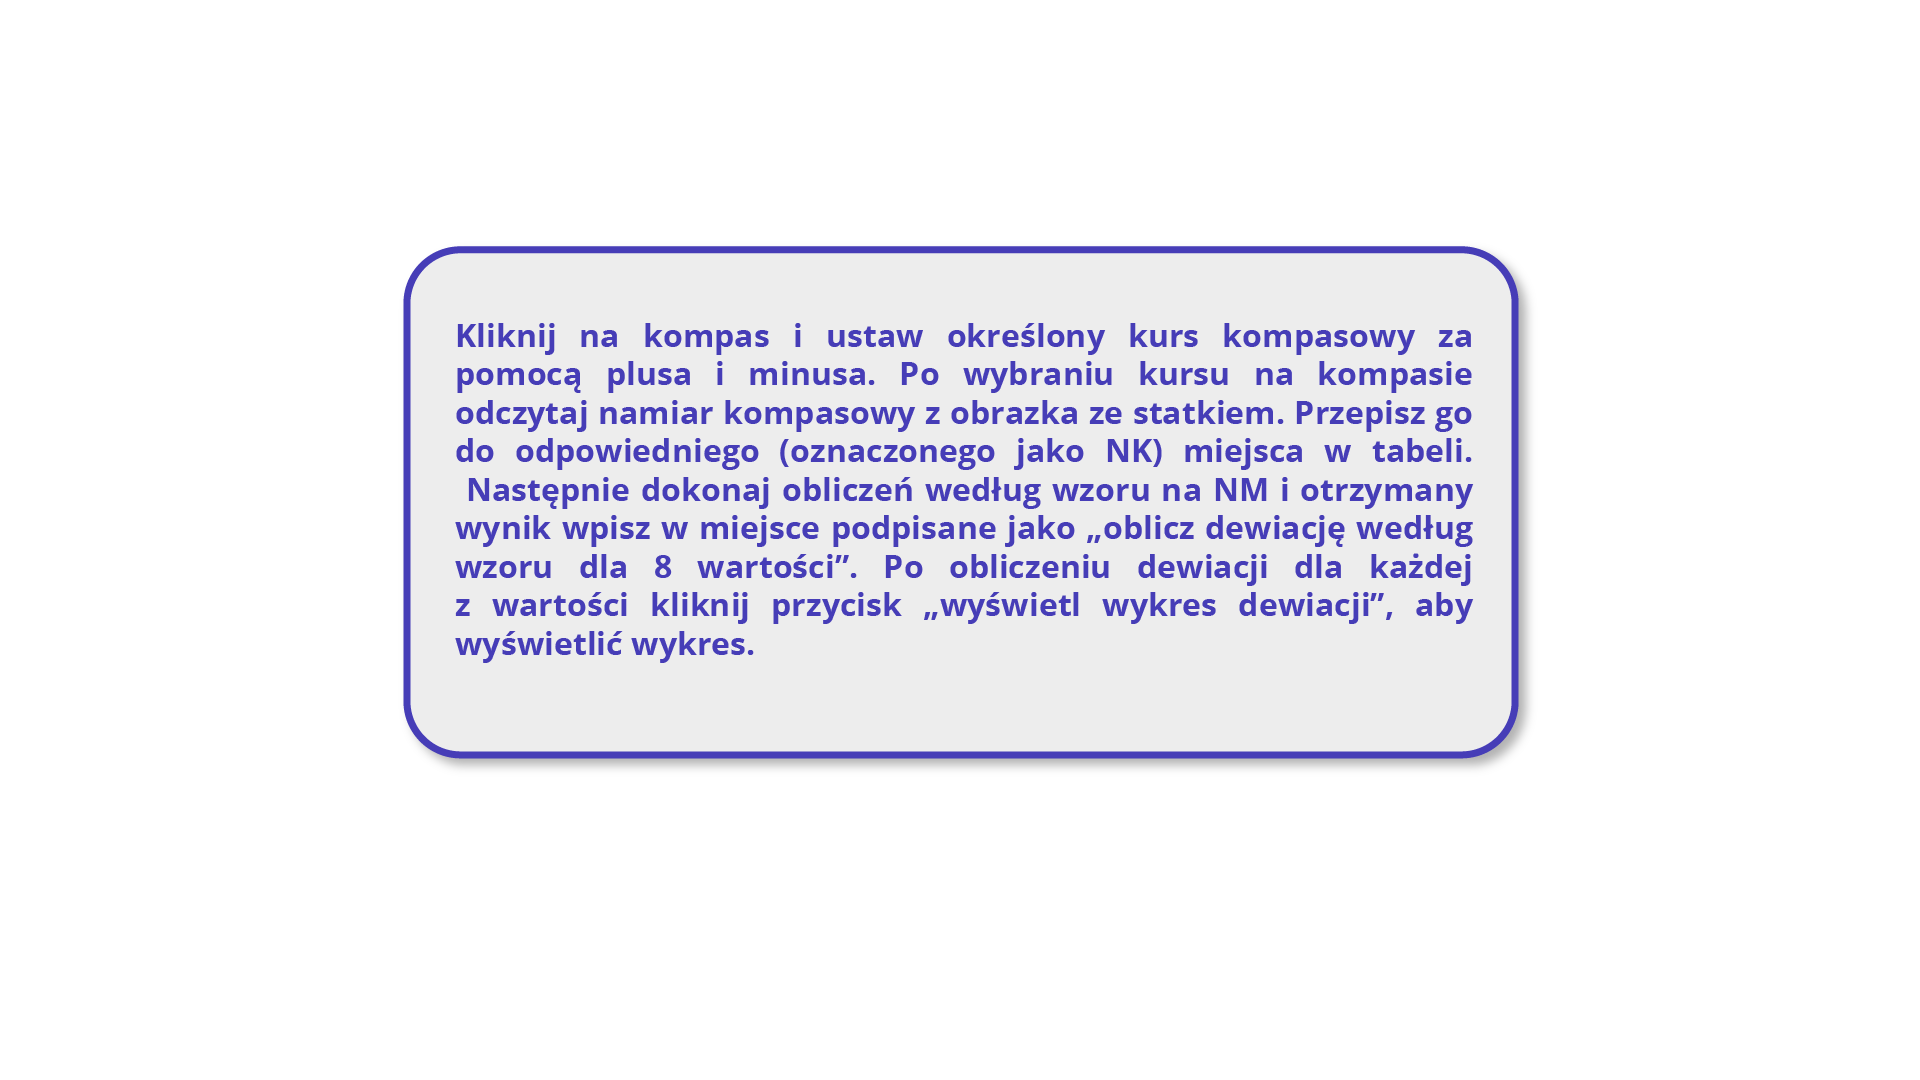 Kliknij na kompas i ustaw określony kurs kompasowy za
pomocą plusa i minusa. Po wybraniu kursu na kompasie
odczytaj namiar kompasowy z obrazka ze statkiem. Przepisz go
do odpowiedniego (oznaczonego jako NK) miejsca w tabeli.
Następnie dokonaj obliczeń według wzoru na NM i otrzymany
wynik wpisz w miejsce podpisane jako „oblicz dewiację według
wzoru dla 8 wartości”. Po obliczeniu dewiacji dla każdej
z wartości kliknij przycisk „wyświetl wykres dewiacji”, aby
wyświetlić wykres.